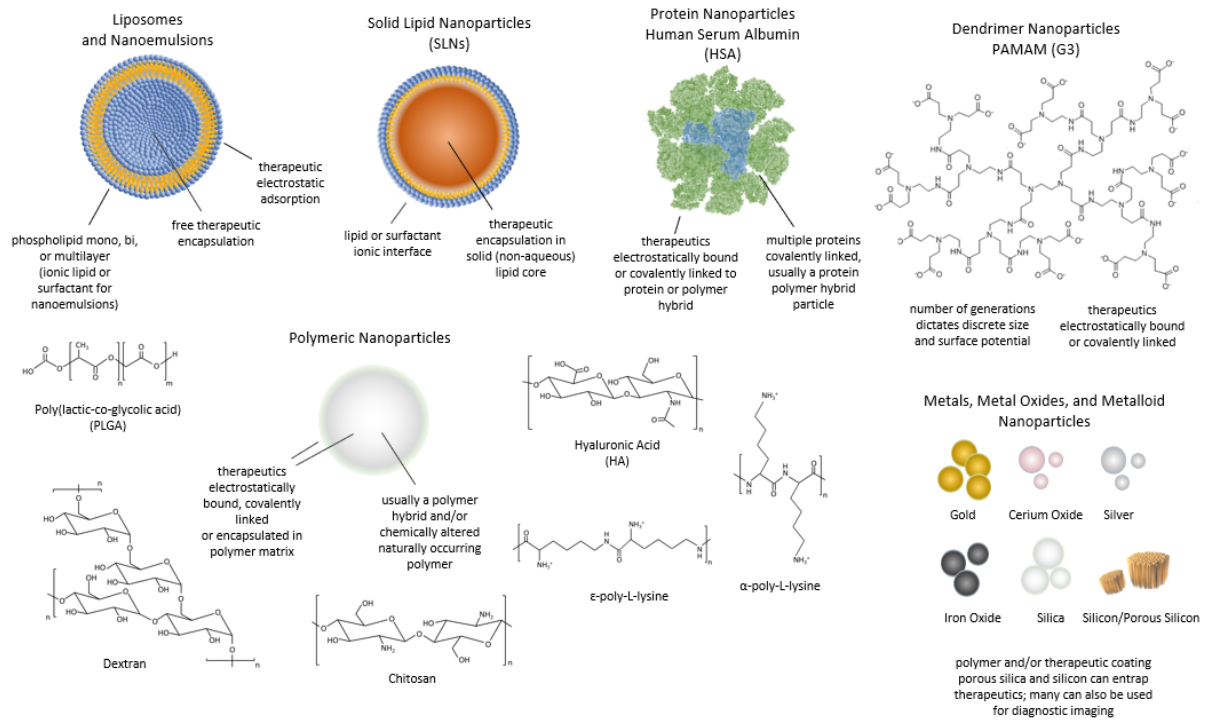 Liposomes
and Nanoemulsions
therapeutic
electrostatic
adsorption
free therapeutic
encapsulation
phospholipid mono, bi,
or multilayer
(ionic lipid or
surfactant for
nanoemulsions)
Solid Lipid Nanoparticles
(SLNs)
lipid or surfactant
ionic interface
therapeutic
encapsulation in
solid (non-aqueous)
lipid core
Protein Nanoparticles
Human Serum Albumin
(HSA)
therapeutics
electrostatically bound
or covalently linked to
protein or polymer
hybrid
multiple proteins
covalently linked,
usually a protein
polymer hybrid
particle
Dendrimer Nanoparticles
PAMAM (G3)
number of generations
dictates discrete size
and surface potential
therapeutics
electrostatically bound
or covalently linked
Polymeric Nanoparticles
Poly(lactic-co-glycolic acid)
(PLGA)
therapeutics
electrostatically
bound, covalently
linked
or encapsulated in
polymer matrix
usually a polymer
hybrid and/or
chemically altered
naturally occurring
polymer
Hyaluronic Acid
(HA)
ε-poly-L-lysine
α-poly-L-lysine
Dextran
Chitosan
Metals, Metal Oxides, and Metalloid
Nanoparticles
Gold
Cerium Oxide
Silver
Iron Oxide
Silica
Silicon/Porous Silicon
polymer and/or therapeutic coating
porous silica and silicon can entrap
therapeutics; many can also be used
for diagnostic imaging